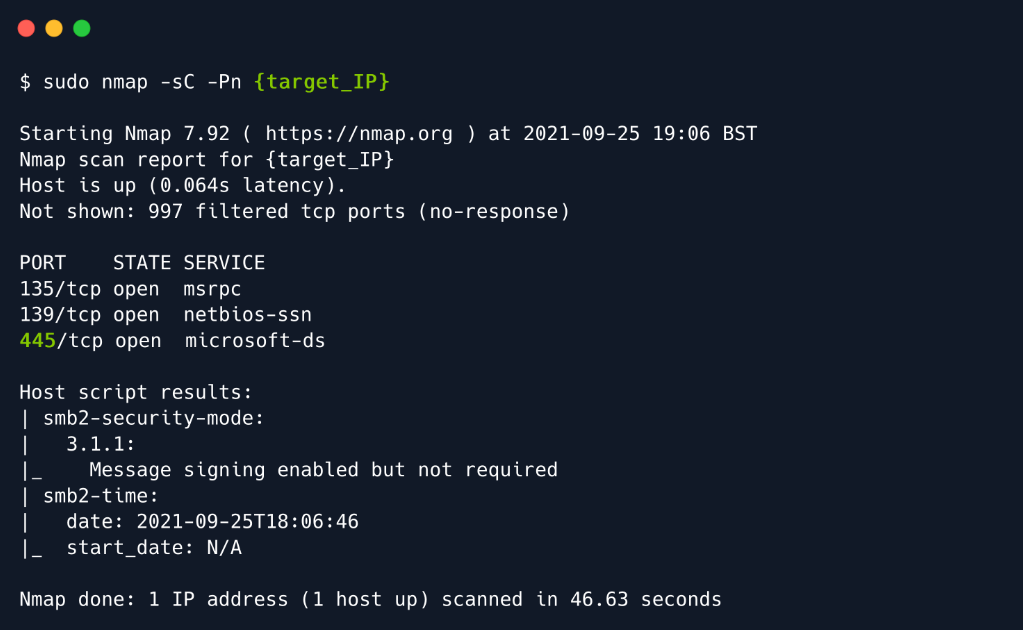 $ sudo nmap -sC -Pn {target_IP}
Starting Nmap 7.92 ( https://nmap.org ) at 2021-09-25 19:06 BST
Nmap scan report for {target_IP}
Host is up (0.064s latency).
Not shown: 997 filtered tcp ports (no-response)
PORT    STATE SERVICE
135/tcp open  msrpc
139/tcp open  netbios-ssn
445/tcp open  microsoft-ds
Host script results:
| smb2-security-mode:
|   3.1.1:
|_    Message signing enabled but not required
| smb2-time:
|   date: 2021-09-25T18:06:46
|_  start_date: N/A
Nmap done: 1 IP address (1 host up) scanned in 46.63 seconds